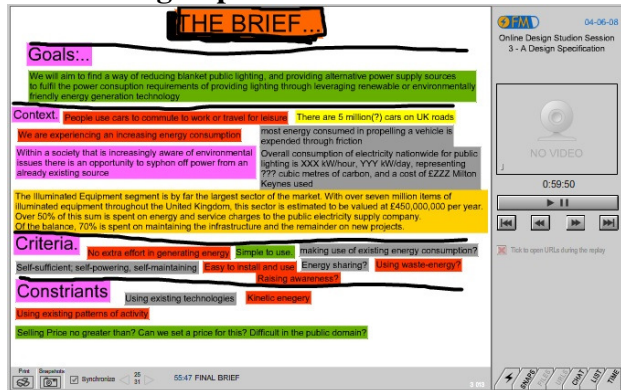 THE BRIEF...
Goals:..
We will aim to find a way of reducing blanket public lighting, and providing alternative power supply sources
to fulfil the power consuption requirements of providing lighting through leveraging renewable or environmentally
friendly energy generation technology
Context.
People use cars to commute to work or travel for leisure
There are 5 million(?) cars on UK roads
We are experiencing an increasing energy consumption
most energy consumed in propelling a vehicle is
expended through friction
Within a society that is increasingly aware of environmental
issues there is an opportunity to syphon off power from an
already existing source
Overall consumption of electricity nationwide for public
lighting is XXX kW/hour, YYY kW/day, representing
??? cubic metres of carbon, and a cost of £ZZZ Milton
Keynes used
The Illuminated Equipment segment is by far the largest sector of the market. With over seven million items of
illuminated equipment throughout the United Kingdom, this sector is estimated to be valued at £450,000,000 per year.
Over 50% of this sum is spent on energy and service charges to the public electricity supply company.
Of the balance, 70% is spent on maintaining the infrastructure and the remainder on new projects.
Criteria.
No extra effort in generating energy
Simple to use.
making use of existing energy consumption?
Self-sufficient; self-powering, self-maintaining
Easy to install and use
Energy sharing?
Using waste-energy?
Raising awareness?
Constriants
Using existing technologies
Kinetic enegery
Using existing patterns of activity
Selling Price no greater than? Can we set a price for this? Difficult in the public domain?
Print
Snapshots
Synchronize
25
31
55:47 FINAL BRIEF
FM
04-06-08
Online Design Studion Session
3 - A Design Specification
NO VIDEO
0:59:50
Tick to open URLs during the replay
SNAPS
CHAT
LIST
TIME